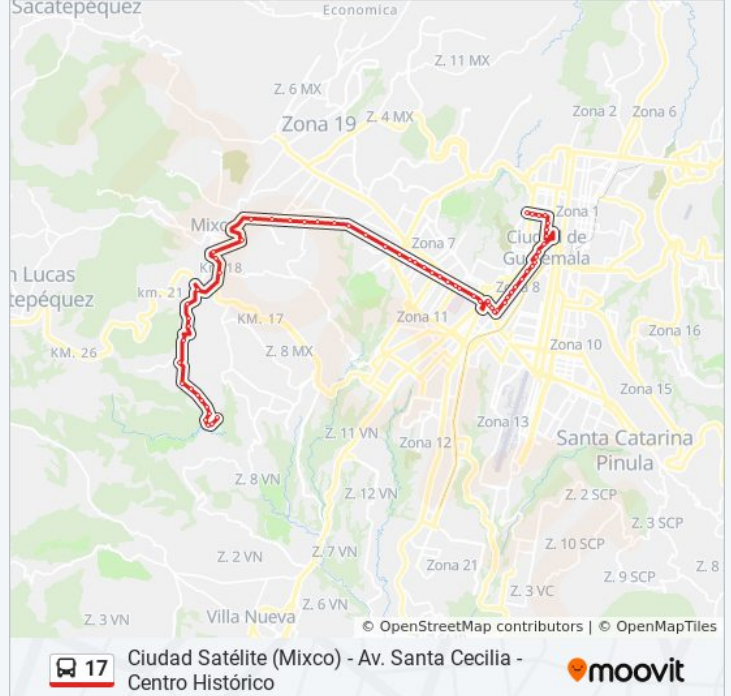 Sacatepéquez
Economica
Z. 11 MX
Z. 6 MX
Zona 19
Z. 4 MX
Zona 2
Zona 6
Mixco
Zona 7
Zona 1
Ciudad de
Guatemala
n Lucas
tepéquez
km. 21
Km. 18
Zona 8
KM. 17
Zona 11
KM. 26
Z. 8 MX
Zona 10
Zona 16
Zona 15
Z. 11 VN
Zona 12
Zona 13
Santa Catarina
Pinula
Z. 8 VN
Z. 12 VN
Z. 2 SCP
Z. 3 SCP
Z. 2 VN
Z. 7 VN
Z. 10 SCP
Zona 21
Z. 9 SCP
Z. 8
Z. 3 VN
Z. 6 VN
Z. 3 VC
Villa Nueva
© OpenStreetMap contributors | © OpenMapTiles
17
Ciudad Satélite (Mixco) - Av. Santa Cecilia -
Centro Histórico
moovit